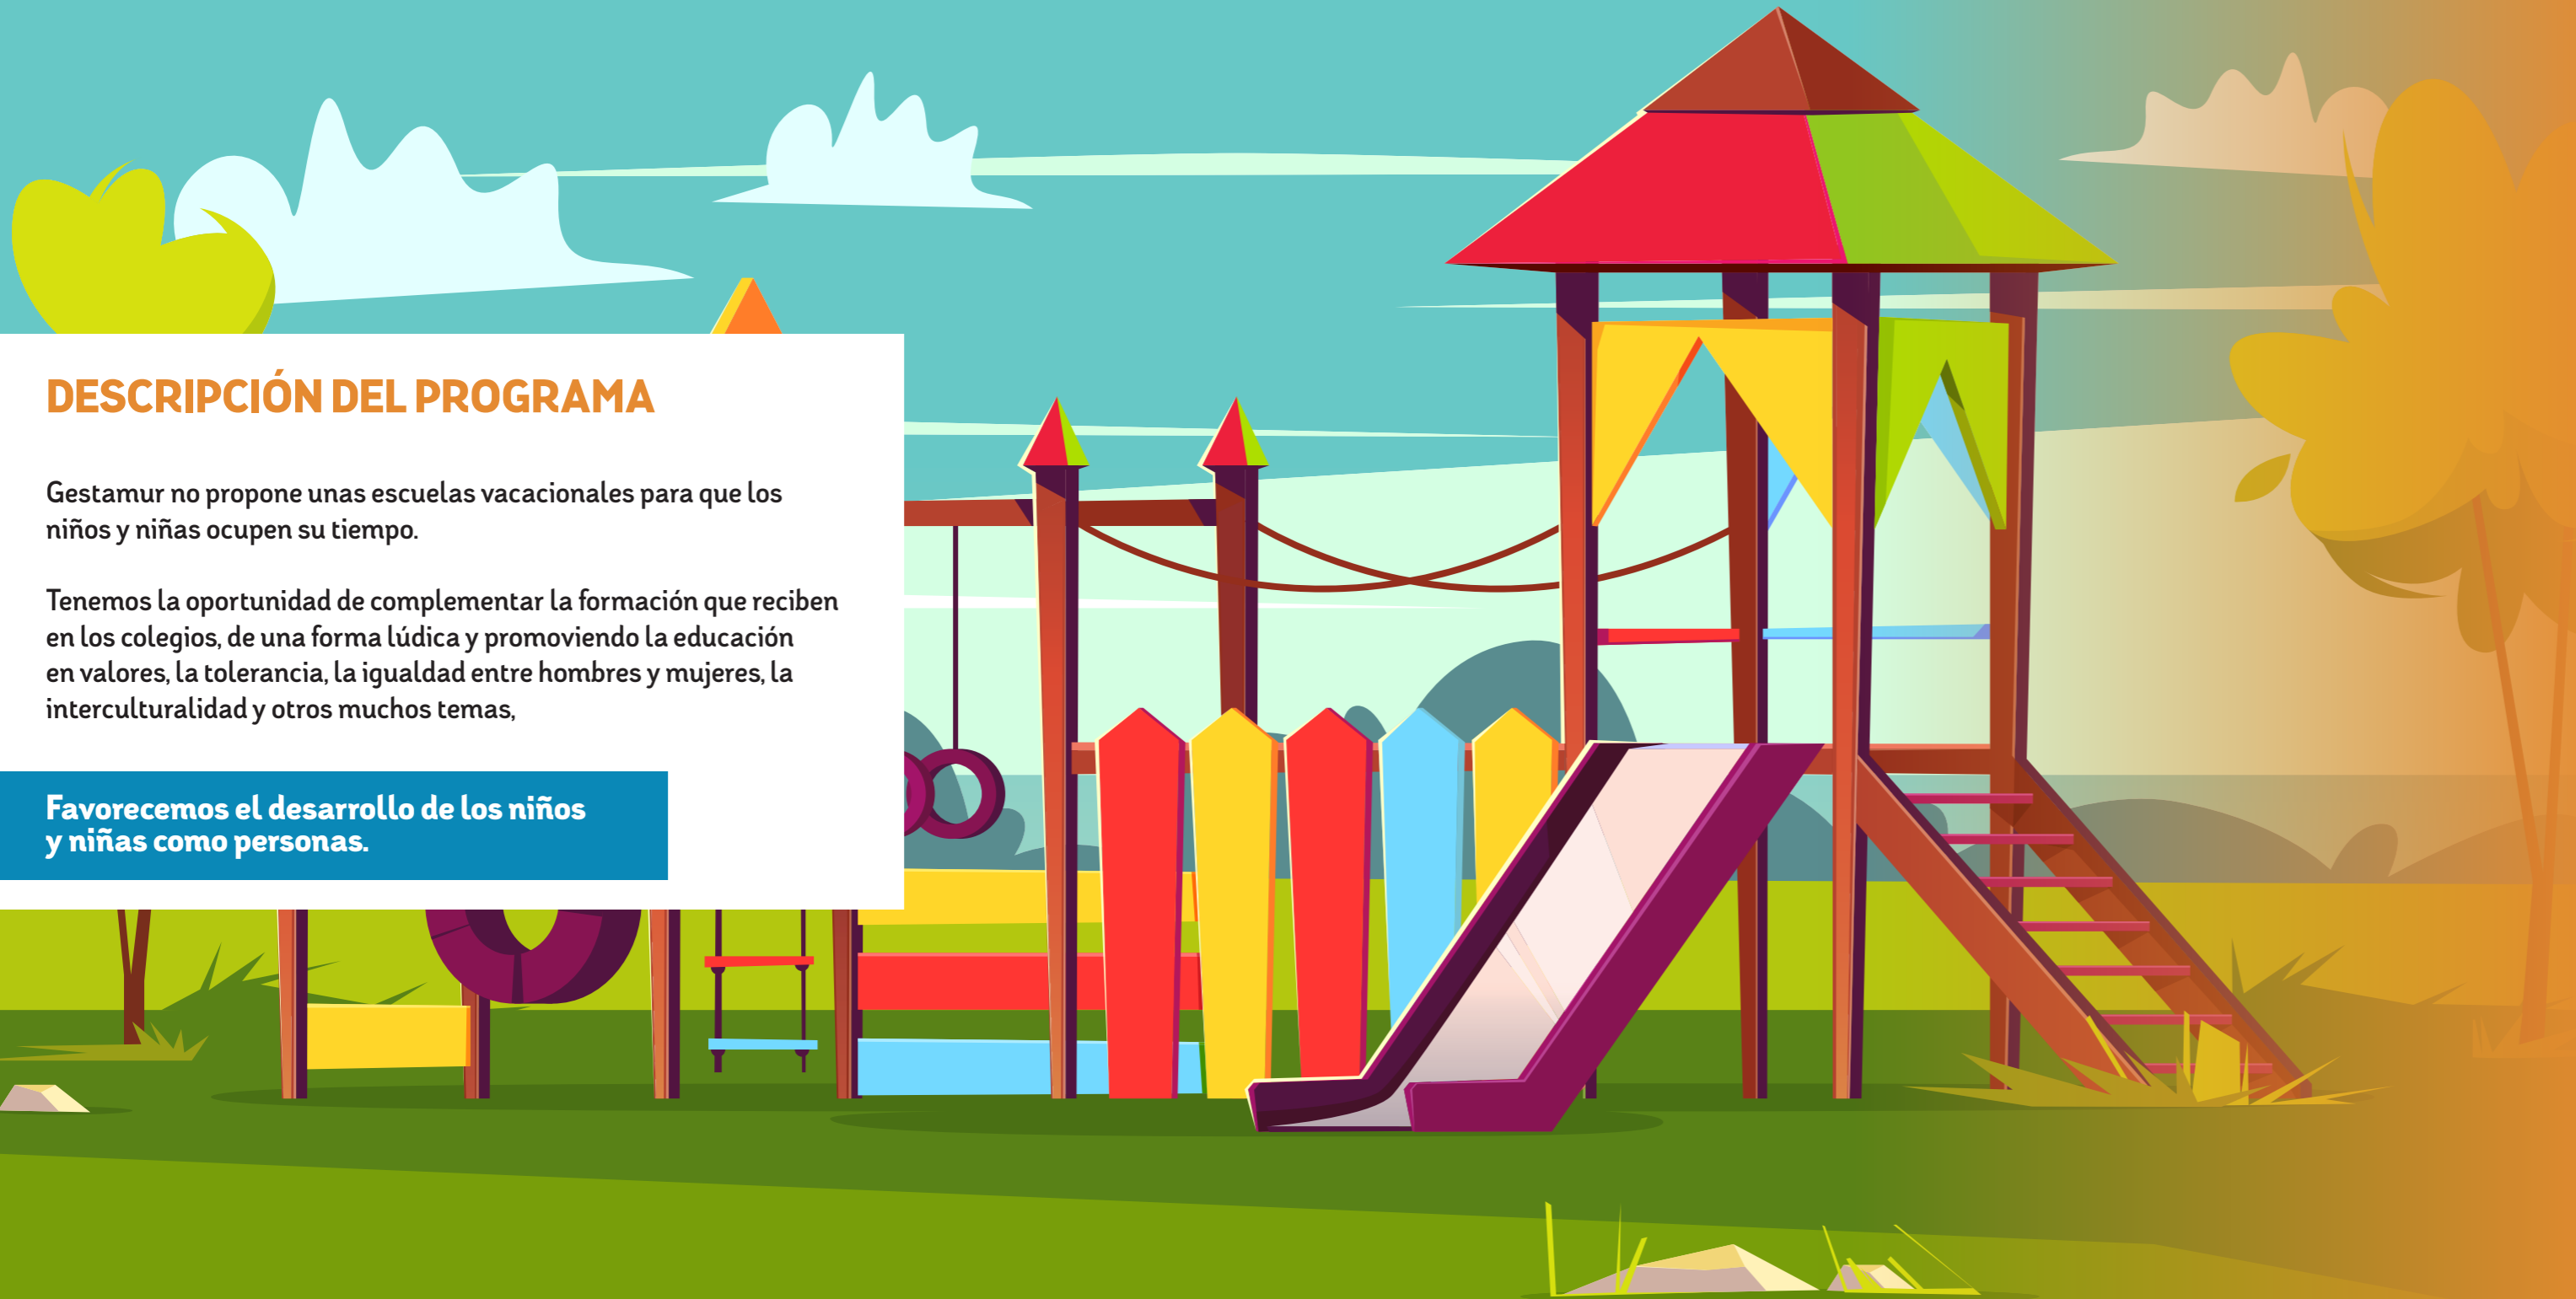 DESCRIPCIÓN DEL PROGRAMA
Gestamur no propone unas escuelas vacacionales para que los
niños y niñas ocupen su tiempo.
Tenemos la oportunidad de complementar la formación que reciben
en los colegios, de una forma lúdica y promoviendo la educación
en valores, la tolerancia, la igualdad entre hombres y mujeres, la
interculturalidad y otros muchos temas,
Favorecemos el desarrollo de los niños
y niñas como personas.